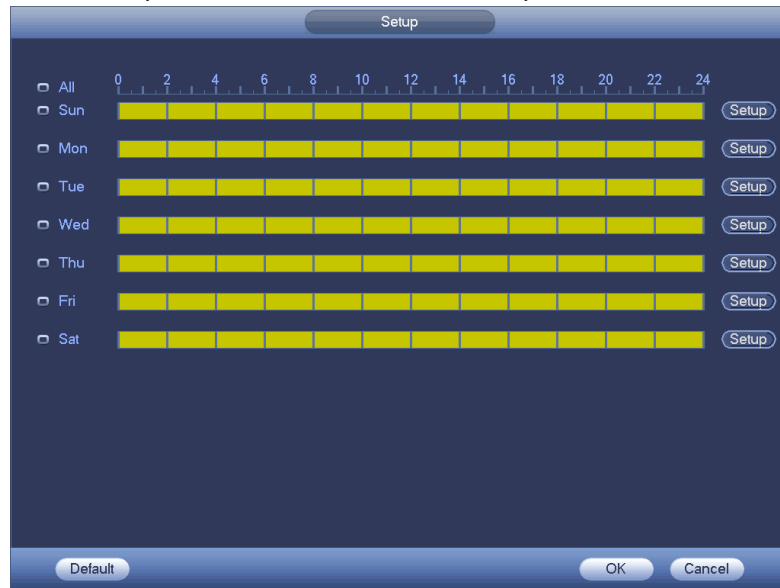 Setup
All 0 2 4 6 8 10 12 14 16 18 20 22 24
Sun Setup
Mon Setup
Tue Setup
Wed Setup
Thu Setup
Fri Setup
Sat Setup
Default OK Cancel